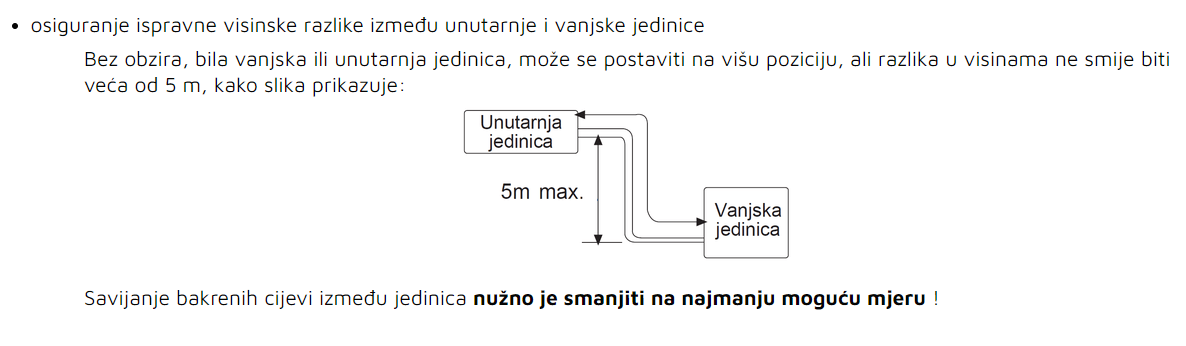 • osiguranje ispravne visinske razlike između unutarnje i vanjske jedinice
Bez obzira, bila vanjska ili unutarnja jedinica, može se postaviti na višu poziciju, ali razlika u visinama ne smije biti
veća od 5 m, kako slika prikazuje:
Unutarnja
jedinica
5m max.
Vanjska
jedinica
Savijanje bakrenih cijevi između jedinica nužno je smanjiti na najmanju moguću mjeru !